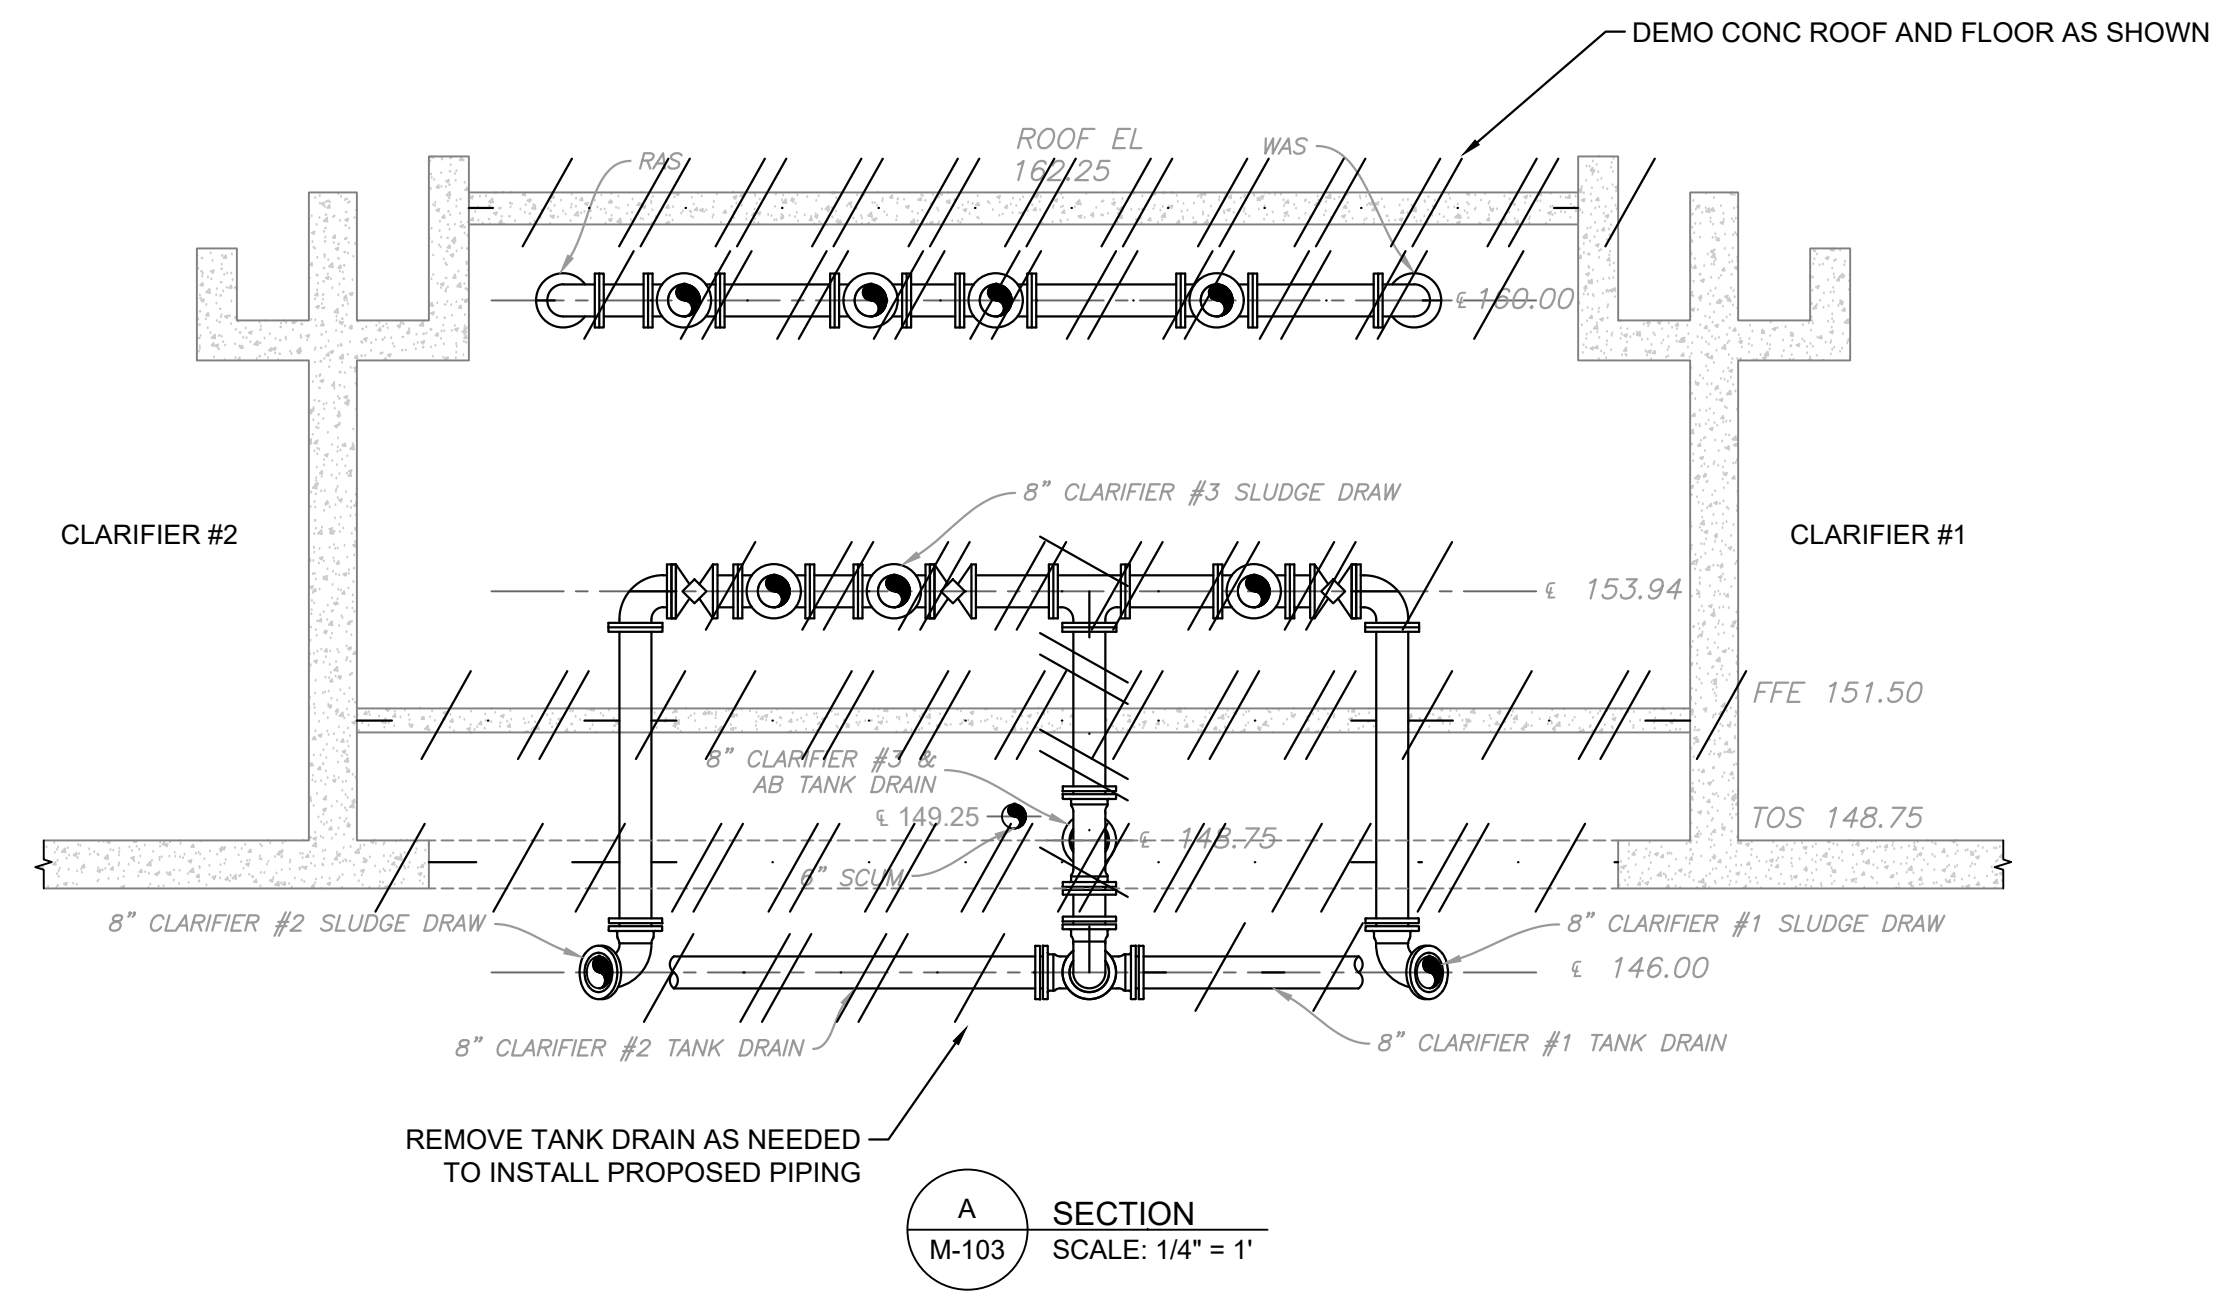 DEMO CONC ROOF AND FLOOR AS SHOWN
ROOF EL
162.25
RAS
WAS
℄ 160.00
8” CLARIFIER #3 SLUDGE DRAW
CLARIFIER #2
CLARIFIER #1
℄ 153.94
FFE 151.50
8” CLARIFIER #3 &
AB TANK DRAIN
℄ 149.25
TOS 148.75
℄ 148.75
6” SCUM
8” CLARIFIER #2 SLUDGE DRAW
8” CLARIFIER #1 SLUDGE DRAW
℄ 146.00
8” CLARIFIER #2 TANK DRAIN
8” CLARIFIER #1 TANK DRAIN
REMOVE TANK DRAIN AS NEEDED
TO INSTALL PROPOSED PIPING
A
M-103
SECTION
SCALE: 1/4" = 1'